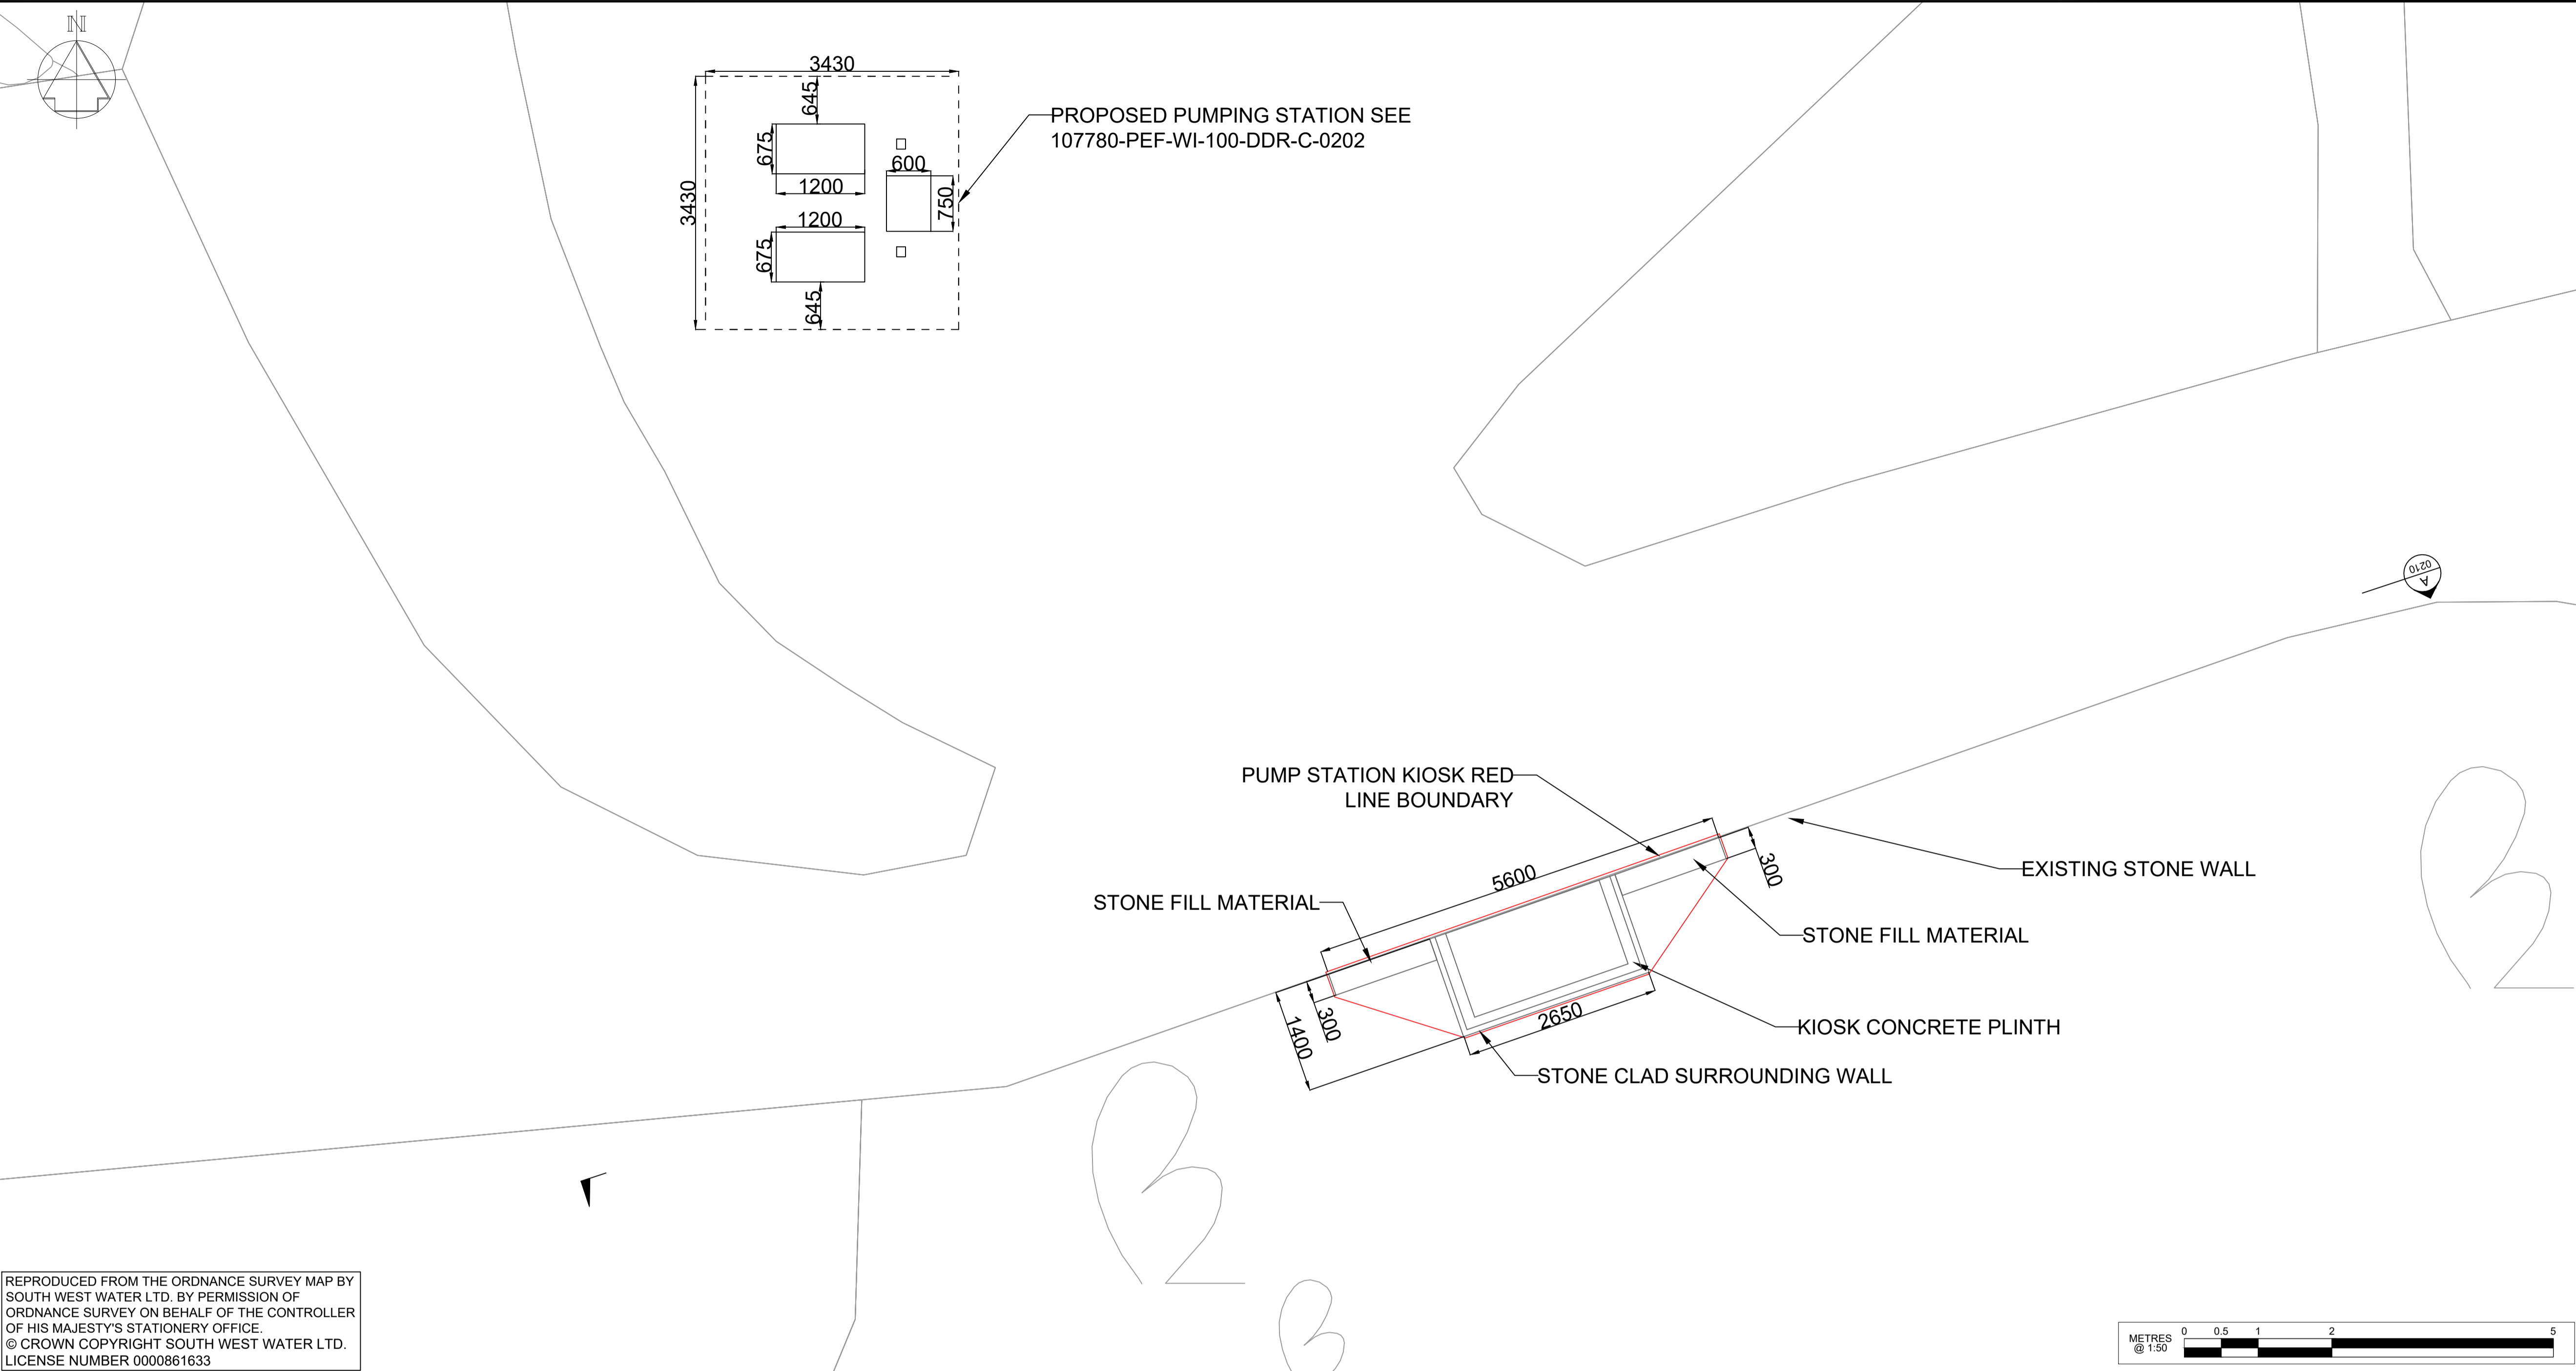 N
3430
645
PROPOSED PUMPING STATION SEE
107780-PEF-WI-100-DDR-C-0202
675
600
1200
3430
750
1200
675
645
0210
A
PUMP STATION KIOSK RED
LINE BOUNDARY
5600
300
EXISTING STONE WALL
STONE FILL MATERIAL
STONE FILL MATERIAL
300
1400
2650
KIOSK CONCRETE PLINTH
STONE CLAD SURROUNDING WALL
REPRODUCED FROM THE ORDNANCE SURVEY MAP BY
SOUTH WEST WATER LTD. BY PERMISSION OF
ORDNANCE SURVEY ON BEHALF OF THE CONTROLLER
OF HIS MAJESTY'S STATIONERY OFFICE.
© CROWN COPYRIGHT SOUTH WEST WATER LTD.
LICENSE NUMBER 0000861633
METRES
@ 1:50
0 0.5 1 2 5